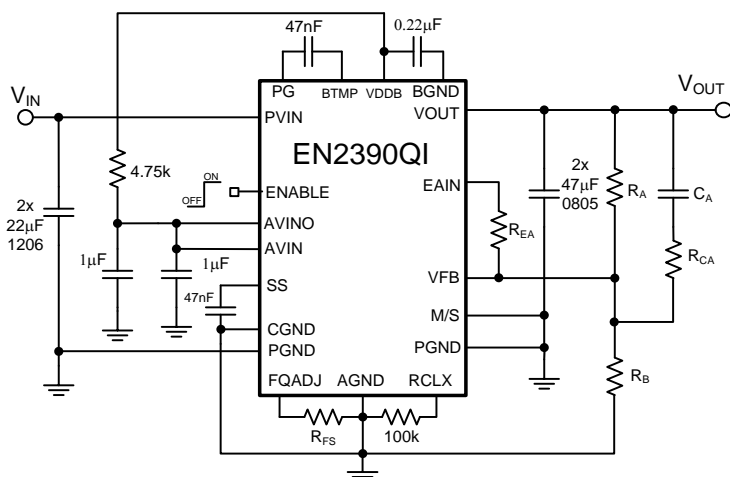 47nF
0.22µF
PG
BTMP
VDDB
BGND
V_IN
V_OUT
PVIN
VOUT
EN2390QI
4.75k
ON
OFF
ENABLE
EAIN
2x
47µF
0805
R_A
C_A
2x
22µF
1206
AVINO
AVIN
R_EA
R_CA
1µF
1µF
SS
VFB
47nF
CGND
M/S
PGND
PGND
R_B
FQADJ
AGND
RCLX
R_FS
100k